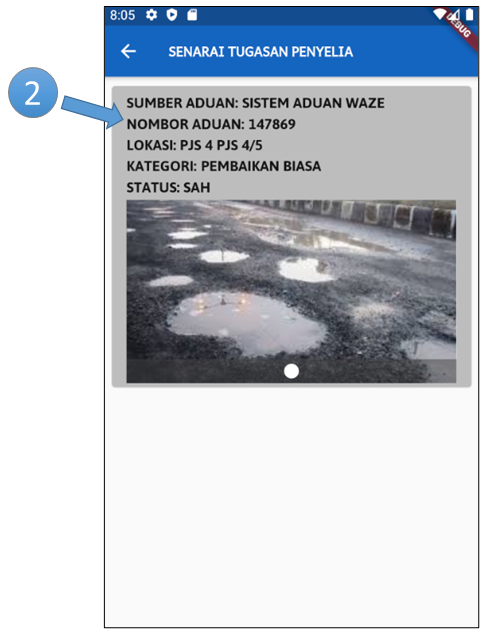 8:05
DEBUG
SENARAI TUGASAN PENYELIA
2
SUMBER ADUAN: SISTEM ADUAN WAZE
NOMBOR ADUAN: 147869
LOKASI: PJS 4 PJS 4/5
KATEGORI: PEMBAIKAN BIASA
STATUS: SAH